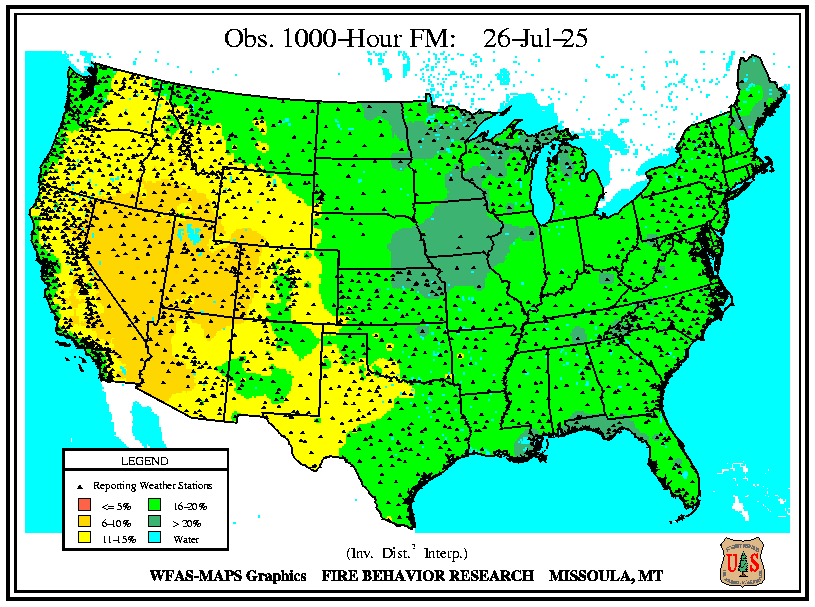 Obs. 1000-Hour FM: 26-Jul-25
LEGEND
Reporting Weather Stations
<= 5% 16-20%
6-10% > 20%
11-15% Water
(Inv. Dist.² Interp.)
WFAS-MAPS Graphics FIRE BEHAVIOR RESEARCH MISSOULA, MT
U S